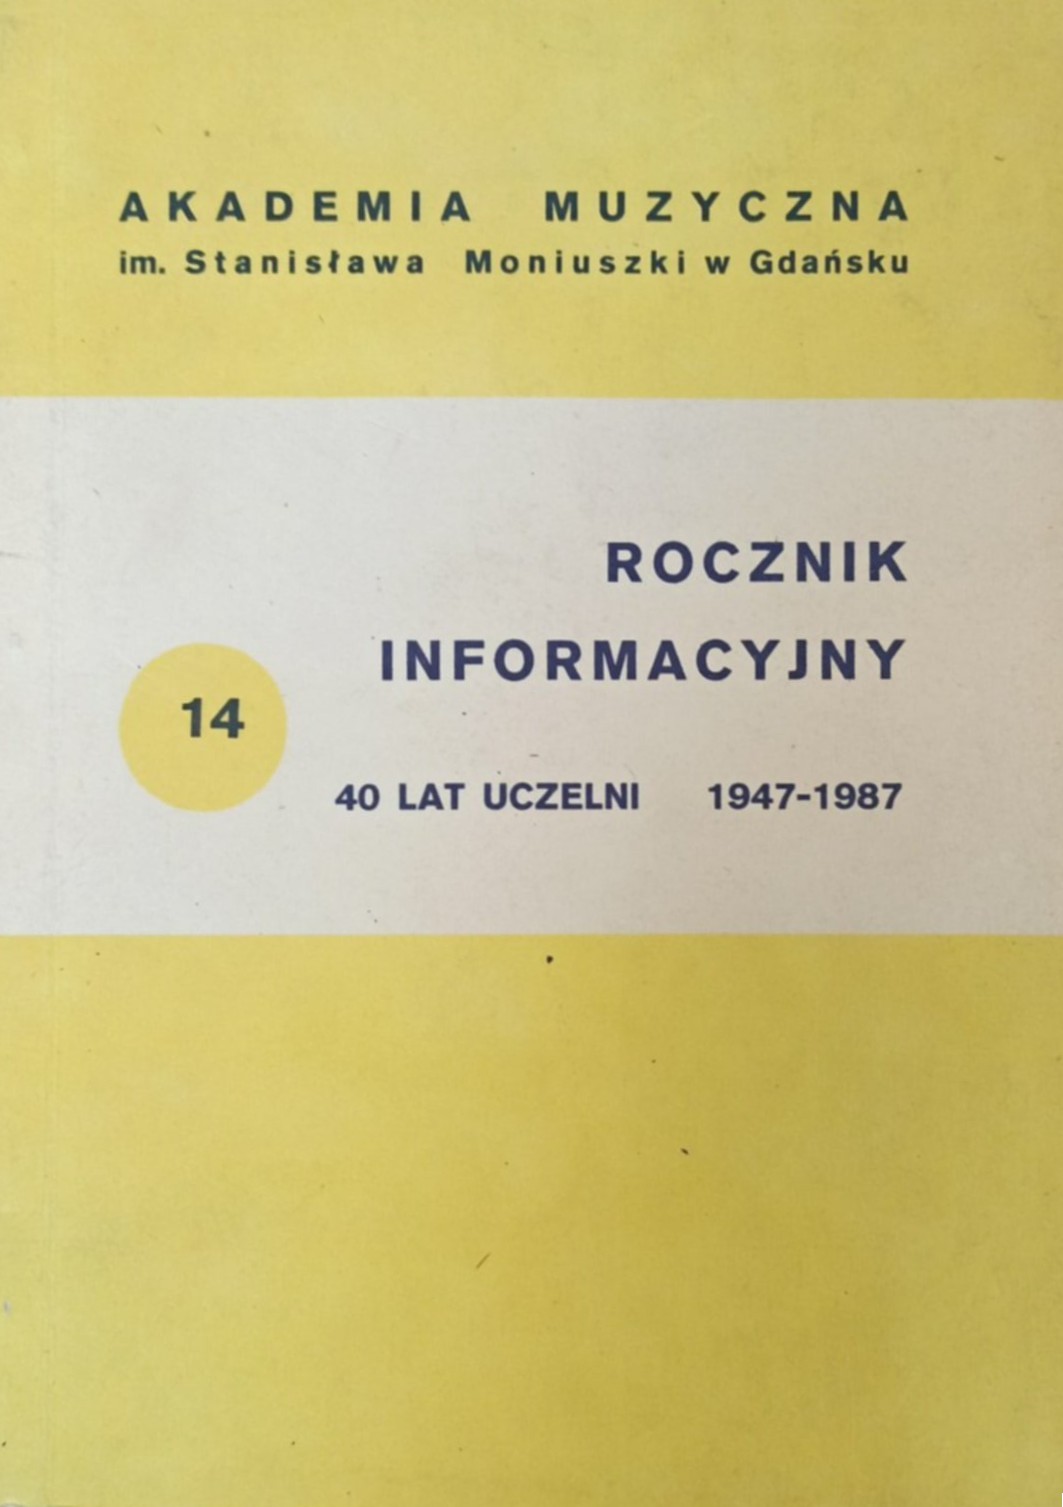 AKADEMIA MUZYCZNA
im. Stanisława Moniuszki w Gdańsku
ROCZNIK
INFORMACYJNY
14
40 LAT UCZELNI 1947-1987